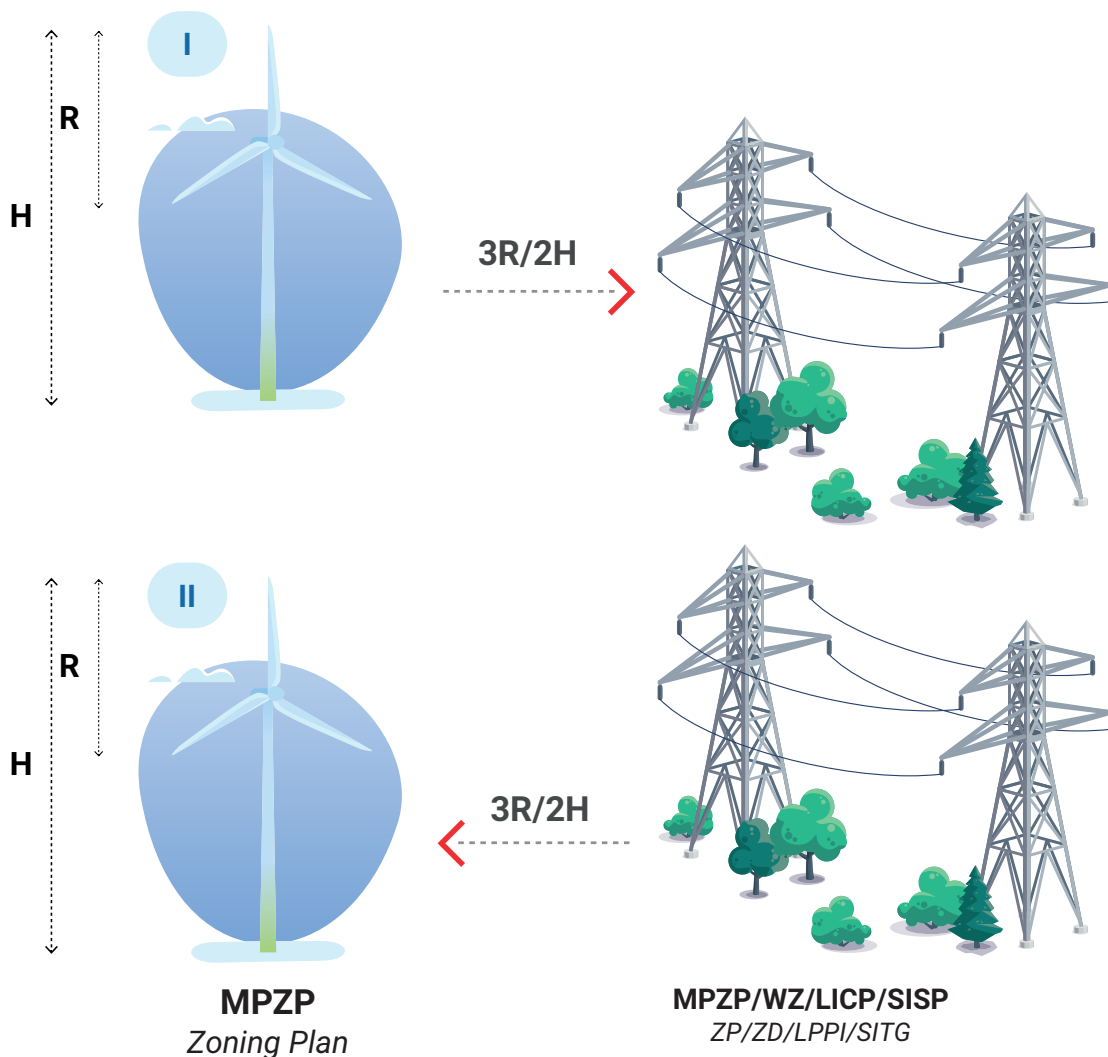 I
R
H
3R/2H
II
R
H
3R/2H
MPZP
Zoning Plan
MPZP/WZ/LICP/SISP
ZP/ZD/LPPI/SITG